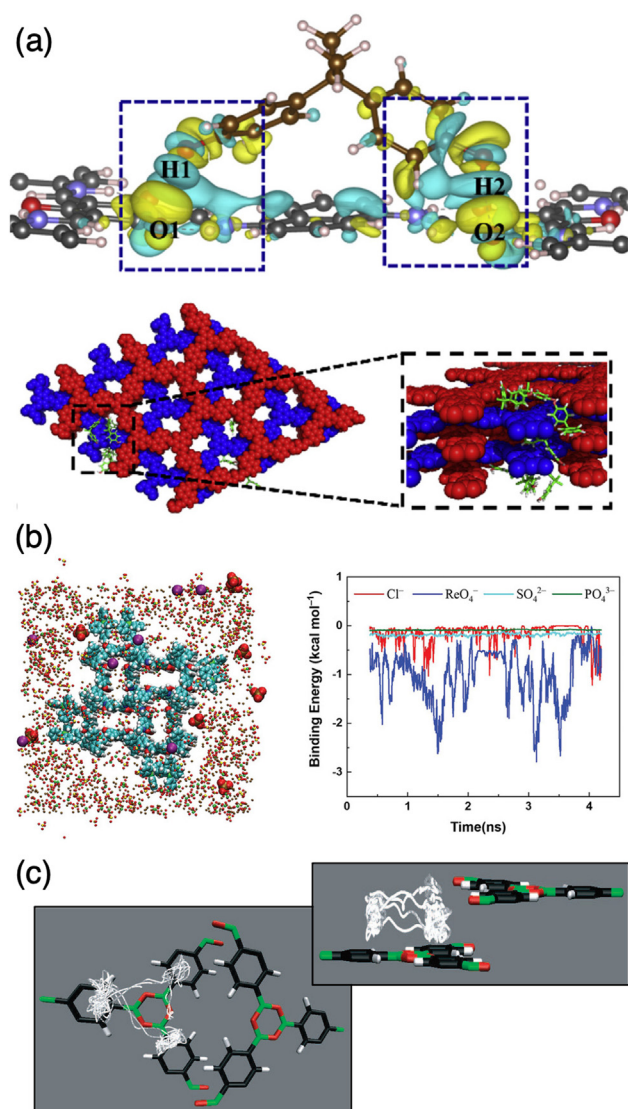 (a)
H1
H2
O1
O2
(b)
Cl⁻ ReO₄⁻ SO₄²⁻ PO₄³⁻
Binding Energy (kcal mol⁻¹)
1
0
-1
-2
-3
0 1 2 3 4
Time(ns)
(c)